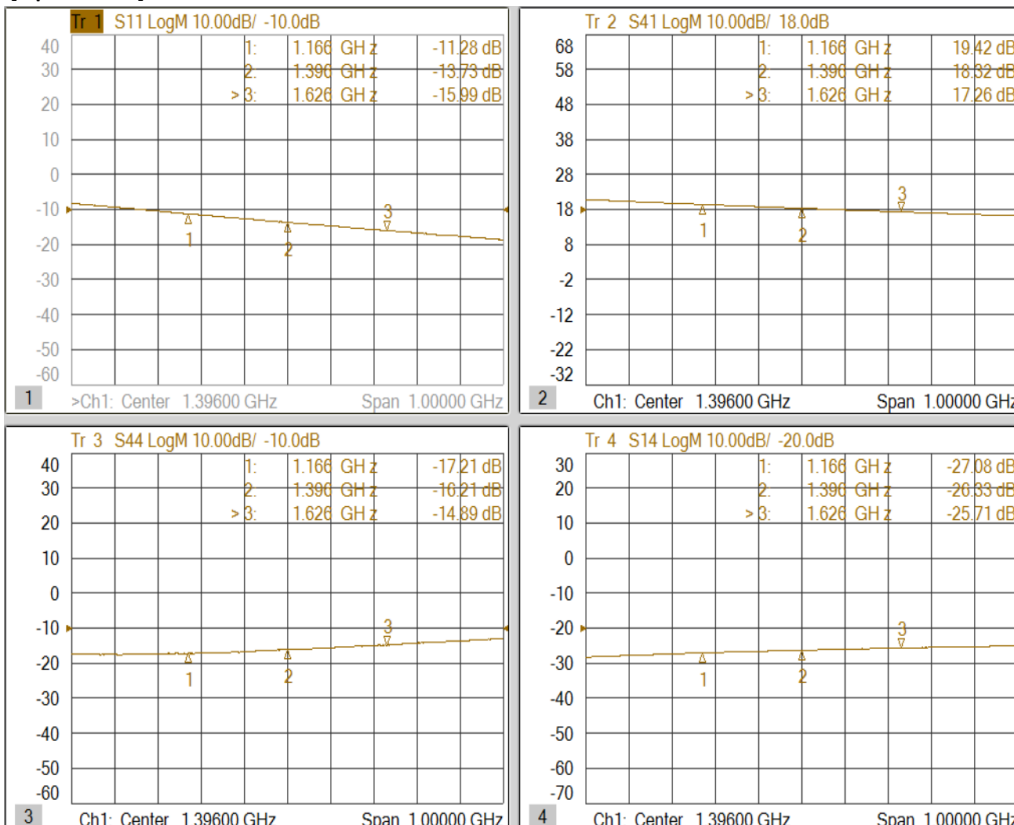 Tr 1 S11 LogM 10.00dB/ -10.0dB
40
30
20
10
0
-10
-20
-30
-40
-50
-60
1: 1.166 GHz -11.28 dB
2: 1.396 GHz -13.73 dB
> 3: 1.626 GHz -15.99 dB
1
2
3
1 >Ch1: Center 1.39600 GHz Span 1.00000 GHz
Tr 2 S41 LogM 10.00dB/ 18.0dB
68
58
48
38
28
18
8
-2
-12
-22
-32
1: 1.166 GHz 19.42 dB
2: 1.396 GHz 18.32 dB
> 3: 1.626 GHz 17.26 dB
1
2
3
2 Ch1: Center 1.39600 GHz Span 1.00000 GHz
Tr 3 S44 LogM 10.00dB/ -10.0dB
40
30
20
10
0
-10
-20
-30
-40
-50
-60
1: 1.166 GHz -17.21 dB
2: 1.396 GHz -16.21 dB
> 3: 1.626 GHz -14.89 dB
1
2
3
3 Ch1: Center 1.39600 GHz Span 1.00000 GHz
Tr 4 S14 LogM 10.00dB/ -20.0dB
30
20
10
0
-10
-20
-30
-40
-50
-60
-70
1: 1.166 GHz -27.08 dB
2: 1.396 GHz -26.33 dB
> 3: 1.626 GHz -25.71 dB
1
2
3
4 Ch1: Center 1.39600 GHz Span 1.00000 GHz